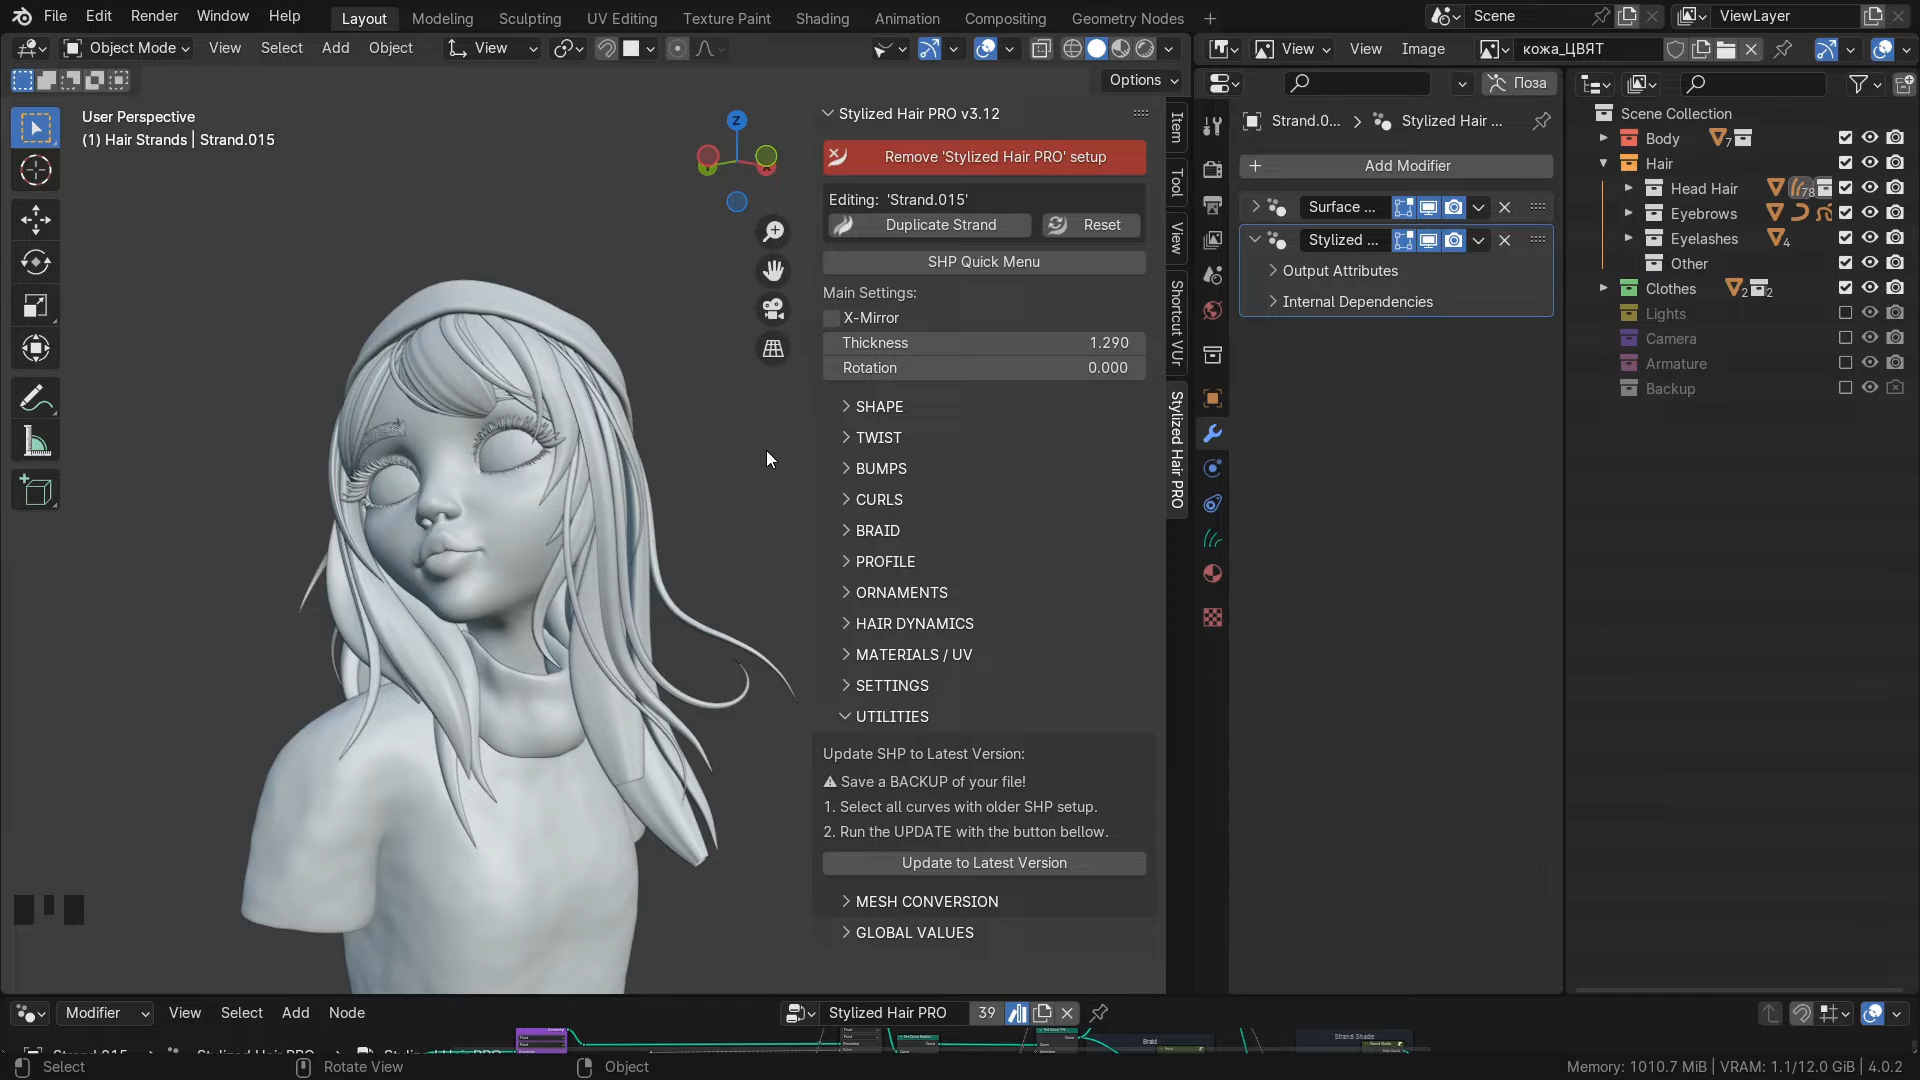 File Edit Render Window Help Layout Modeling Sculpting UV Editing Texture Paint Shading Animation Compositing Geometry Nodes + Scene ViewLayer
Object Mode View Select Add Object View
View View Image кожа_ЦВЯТ
Options
Поза
User Perspective
(1) Hair Strands | Strand.015
Z
Stylized Hair PRO v3.12
Remove 'Stylized Hair PRO' setup
Editing: 'Strand.015'
Duplicate Strand Reset
SHP Quick Menu
Main Settings:
X-Mirror
Thickness 1.290
Rotation 0.000
SHAPE
TWIST
BUMPS
CURLS
BRAID
PROFILE
ORNAMENTS
HAIR DYNAMICS
MATERIALS / UV
SETTINGS
UTILITIES
Update SHP to Latest Version:
Save a BACKUP of your file!
1. Select all curves with older SHP setup.
2. Run the UPDATE with the button bellow.
Update to Latest Version
MESH CONVERSION
GLOBAL VALUES
Item
Tool
View
Shortcut VUr
Stylized Hair PRO
Strand.0... Stylized Hair ...
Add Modifier
Surface ...
Stylized ...
Output Attributes
Internal Dependencies
Scene Collection
Body 7
Hair
Head Hair 78
Eyebrows
Eyelashes 4
Other
Clothes 2 2
Lights
Camera
Armature
Backup
Modifier View Select Add Node Stylized Hair PRO 39
Braid
Strand Shade
Select Rotate View Object Memory: 1010.7 MiB | VRAM: 1.1/12.0 GiB | 4.0.2